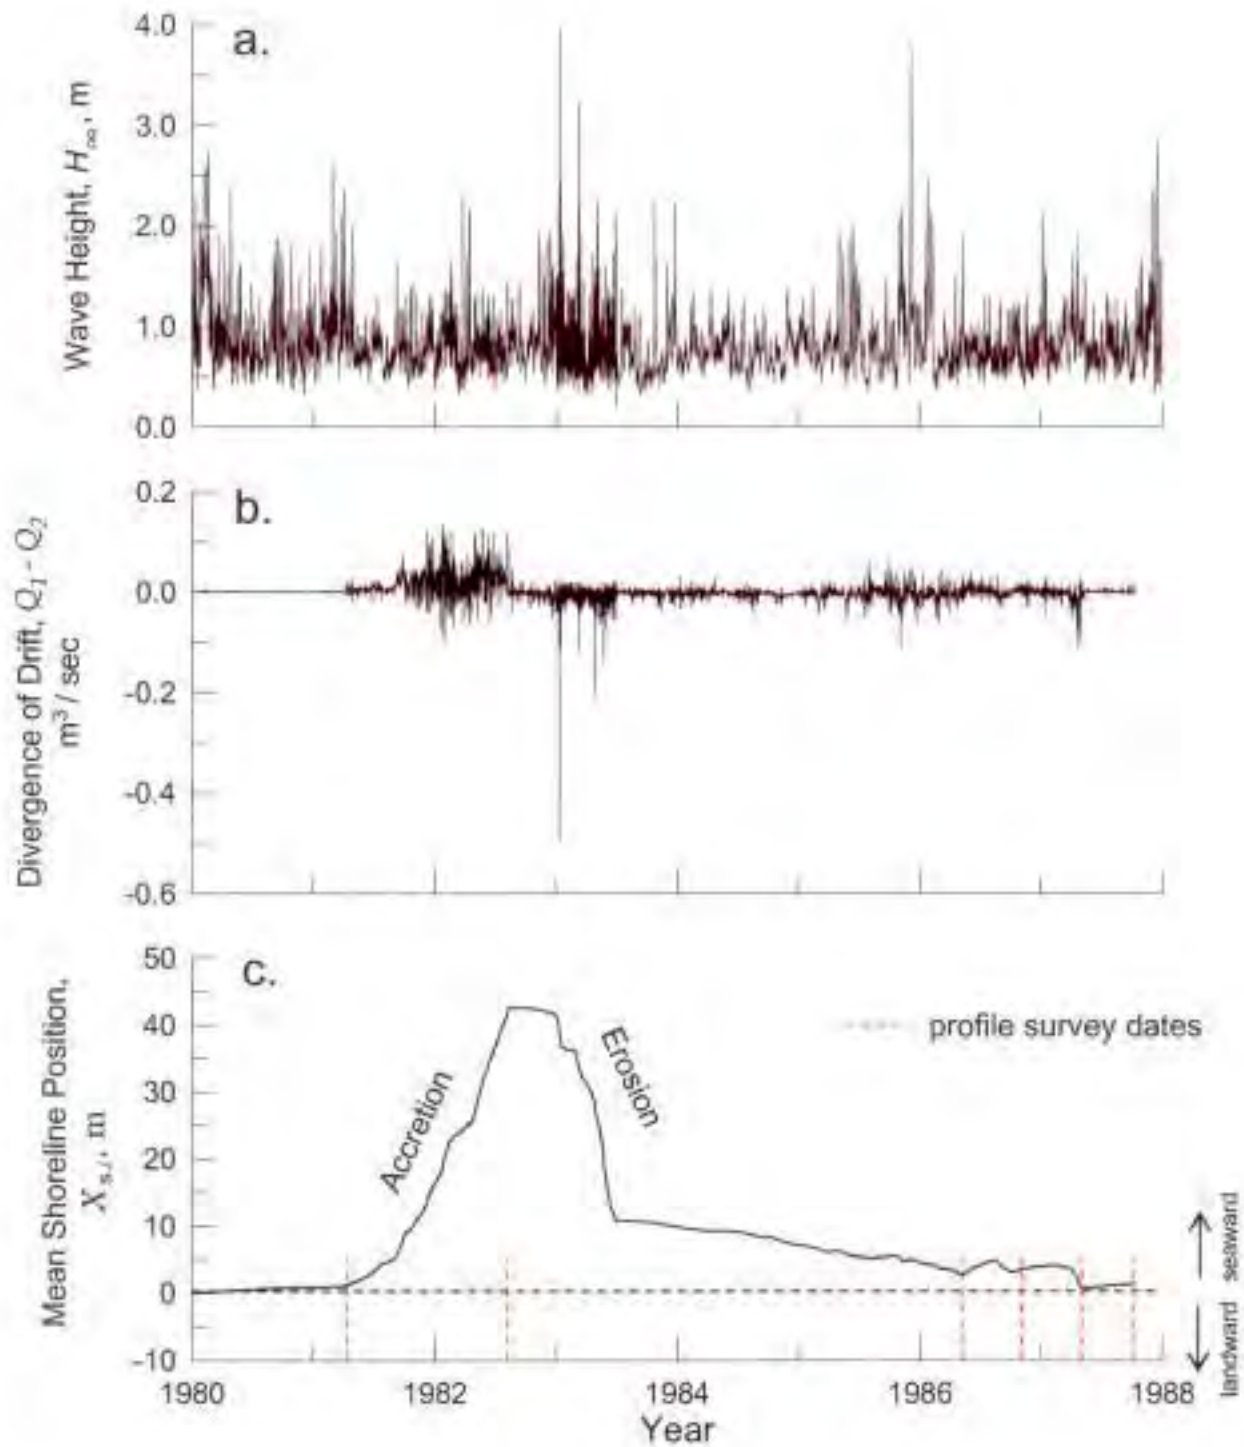 a.
4.0
3.0
2.0
1.0
0.0
Wave Height, H∞, m
b.
0.2
0.0
-0.2
-0.4
-0.6
Divergence of Drift, Q1 - Q2
m³ / sec
c.
50
40
30
20
10
0
-10
Mean Shoreline Position,
X s,i, m
Accretion
Erosion
profile survey dates
seaward
landward
1980
1982
1984
1986
1988
Year